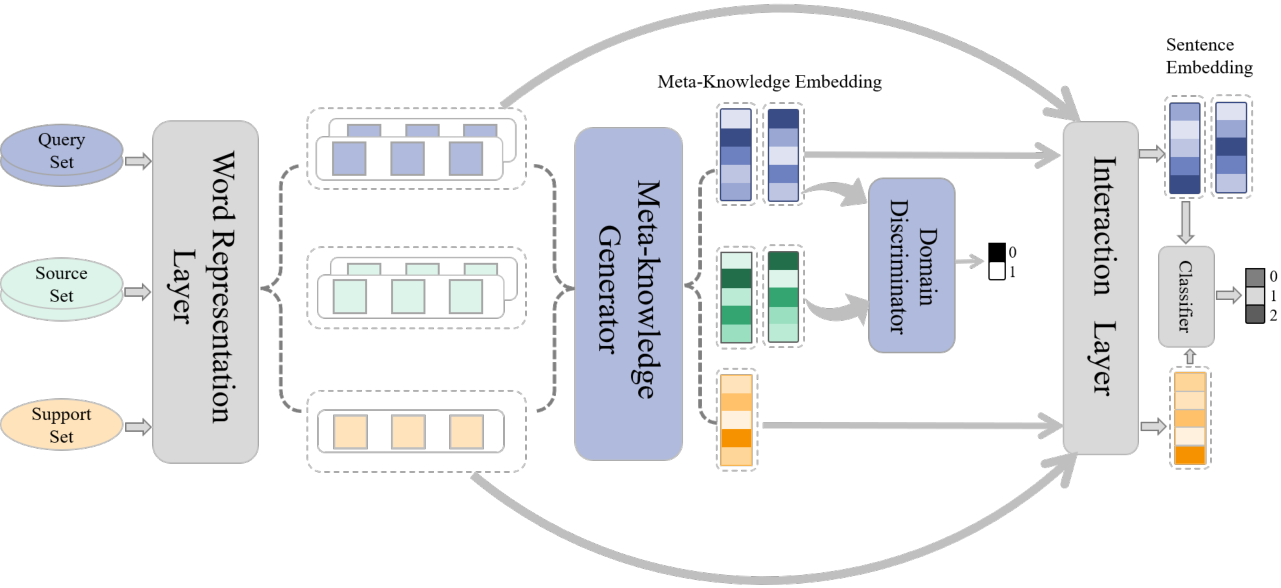 Query
Set
Source
Set
Support
Set
Word Representation
Layer
Meta-knowledge
Generator
Meta-Knowledge Embedding
Domain
Discriminator
0
1
Interaction Layer
Sentence
Embedding
Classifier
0
1
2